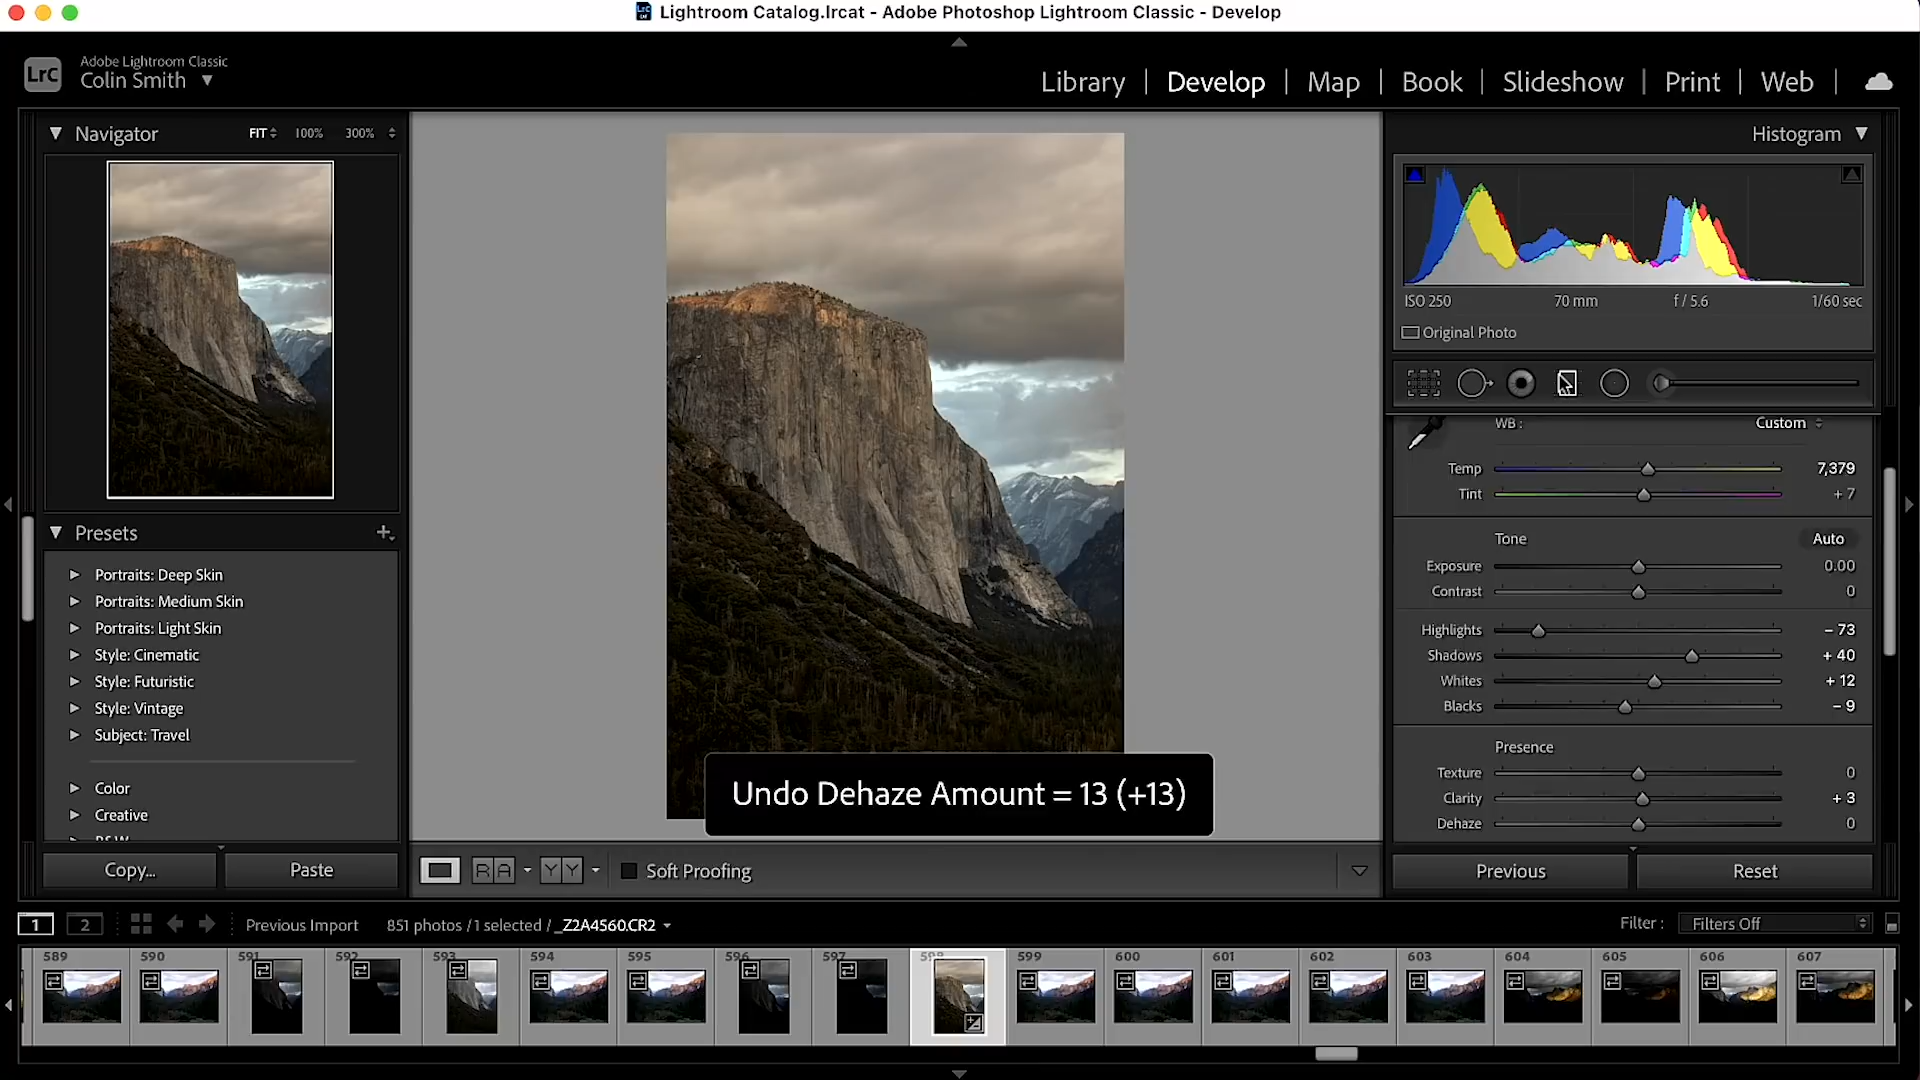 Lightroom Catalog.lrcat - Adobe Photoshop Lightroom Classic - Develop
LrC
Adobe Lightroom Classic
Colin Smith
Library | Develop | Map | Book | Slideshow | Print | Web |
Navigator
FIT 100% 300%
Histogram
ISO 250 70 mm f / 5.6 1/60 sec
Original Photo
WB : Custom
Temp 7,379
Tint + 7
Tone Auto
Exposure 0.00
Contrast 0
Highlights – 73
Shadows + 40
Whites + 12
Blacks – 9
Presence
Texture 0
Clarity + 3
Dehaze 0
Previous Reset
Presets
Portraits: Deep Skin
Portraits: Medium Skin
Portraits: Light Skin
Style: Cinematic
Style: Futuristic
Style: Vintage
Subject: Travel
Color
Creative
B&W
Copy... Paste
Undo Dehaze Amount = 13 (+13)
R A Y Y Soft Proofing
1 2 Previous Import 851 photos / 1 selected / _Z2A4560.CR2
Filter : Filters Off
589 590 591 592 593 594 595 596 597 598 599 600 601 602 603 604 605 606 607